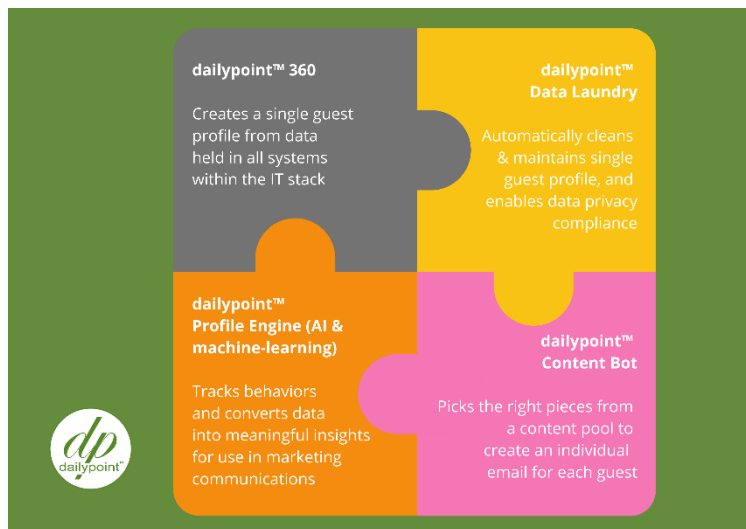 dailypoint™ 360
Creates a single guest
profile from data
held in all systems
within the IT stack
dailypoint™
Data Laundry
Automatically cleans
& maintains single
guest profile, and
enables data privacy
compliance
dailypoint™
Profile Engine (AI &
machine-learning)
Tracks behaviors
and converts data
into meaningful insights
for use in marketing
communications
dailypoint™
Content Bot
Picks the right pieces from
a content pool to
create an individual
email for each guest
dp
dailypoint™